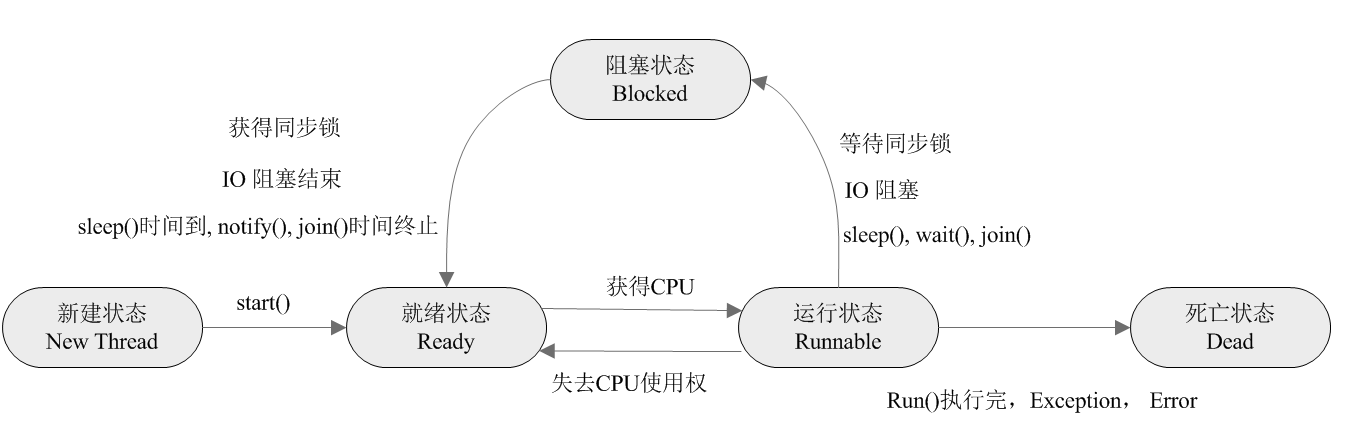 阻塞状态
Blocked
获得同步锁
IO 阻塞结束
sleep()时间到, notify(), join()时间终止
等待同步锁
IO 阻塞
sleep(), wait(), join()
新建状态
New Thread
start()
就绪状态
Ready
获得CPU
失去CPU使用权
运行状态
Runnable
死亡状态
Dead
Run()执行完，Exception， Error